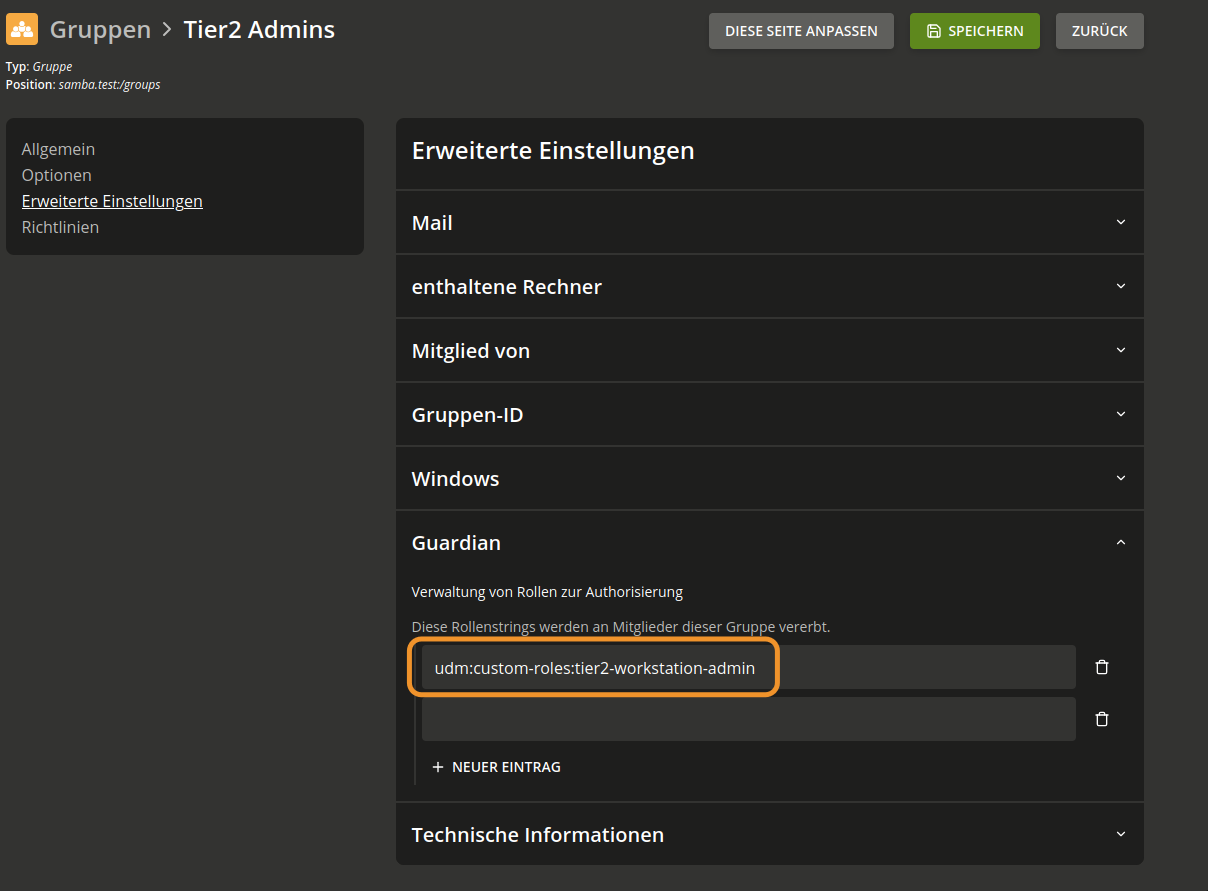 Gruppen > Tier2 Admins
DIESE SEITE ANPASSEN
SPEICHERN
ZURÜCK
Typ: Gruppe
Position: samba.test:/groups
Allgemein
Optionen
Erweiterte Einstellungen
Richtlinien
Erweiterte Einstellungen
Mail
enthaltene Rechner
Mitglied von
Gruppen-ID
Windows
Guardian
Verwaltung von Rollen zur Authorisierung
Diese Rollenstrings werden an Mitglieder dieser Gruppe vererbt.
udm:custom-roles:tier2-workstation-admin
+ NEUER EINTRAG
Technische Informationen